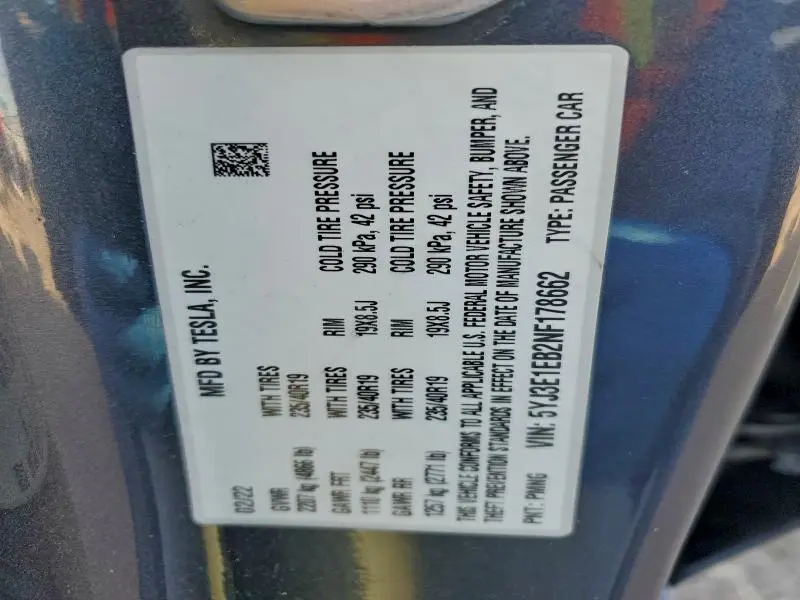 MFD BY TESLA, INC.
02/22
GVWR WITH TIRES
2207 kg (4866 lb) 235/40R19
GAWR FRT WITH TIRES RIM COLD TIRE PRESSURE
1110 kg (2447 lb) 235/40R19 19X8.5J 290 kPa, 42 psi
GAWR RR WITH TIRES RIM COLD TIRE PRESSURE
1257 kg (2771 lb) 235/40R19 19X8.5J 290 kPa, 42 psi
THIS VEHICLE CONFORMS TO ALL APPLICABLE U.S. FEDERAL MOTOR VEHICLE SAFETY, BUMPER, AND
THEFT PREVENTION STANDARDS IN EFFECT ON THE DATE OF MANUFACTURE SHOWN ABOVE.
PNT: PMNG VIN: 5YJ3E1EB2NF178662 TYPE: PASSENGER CAR